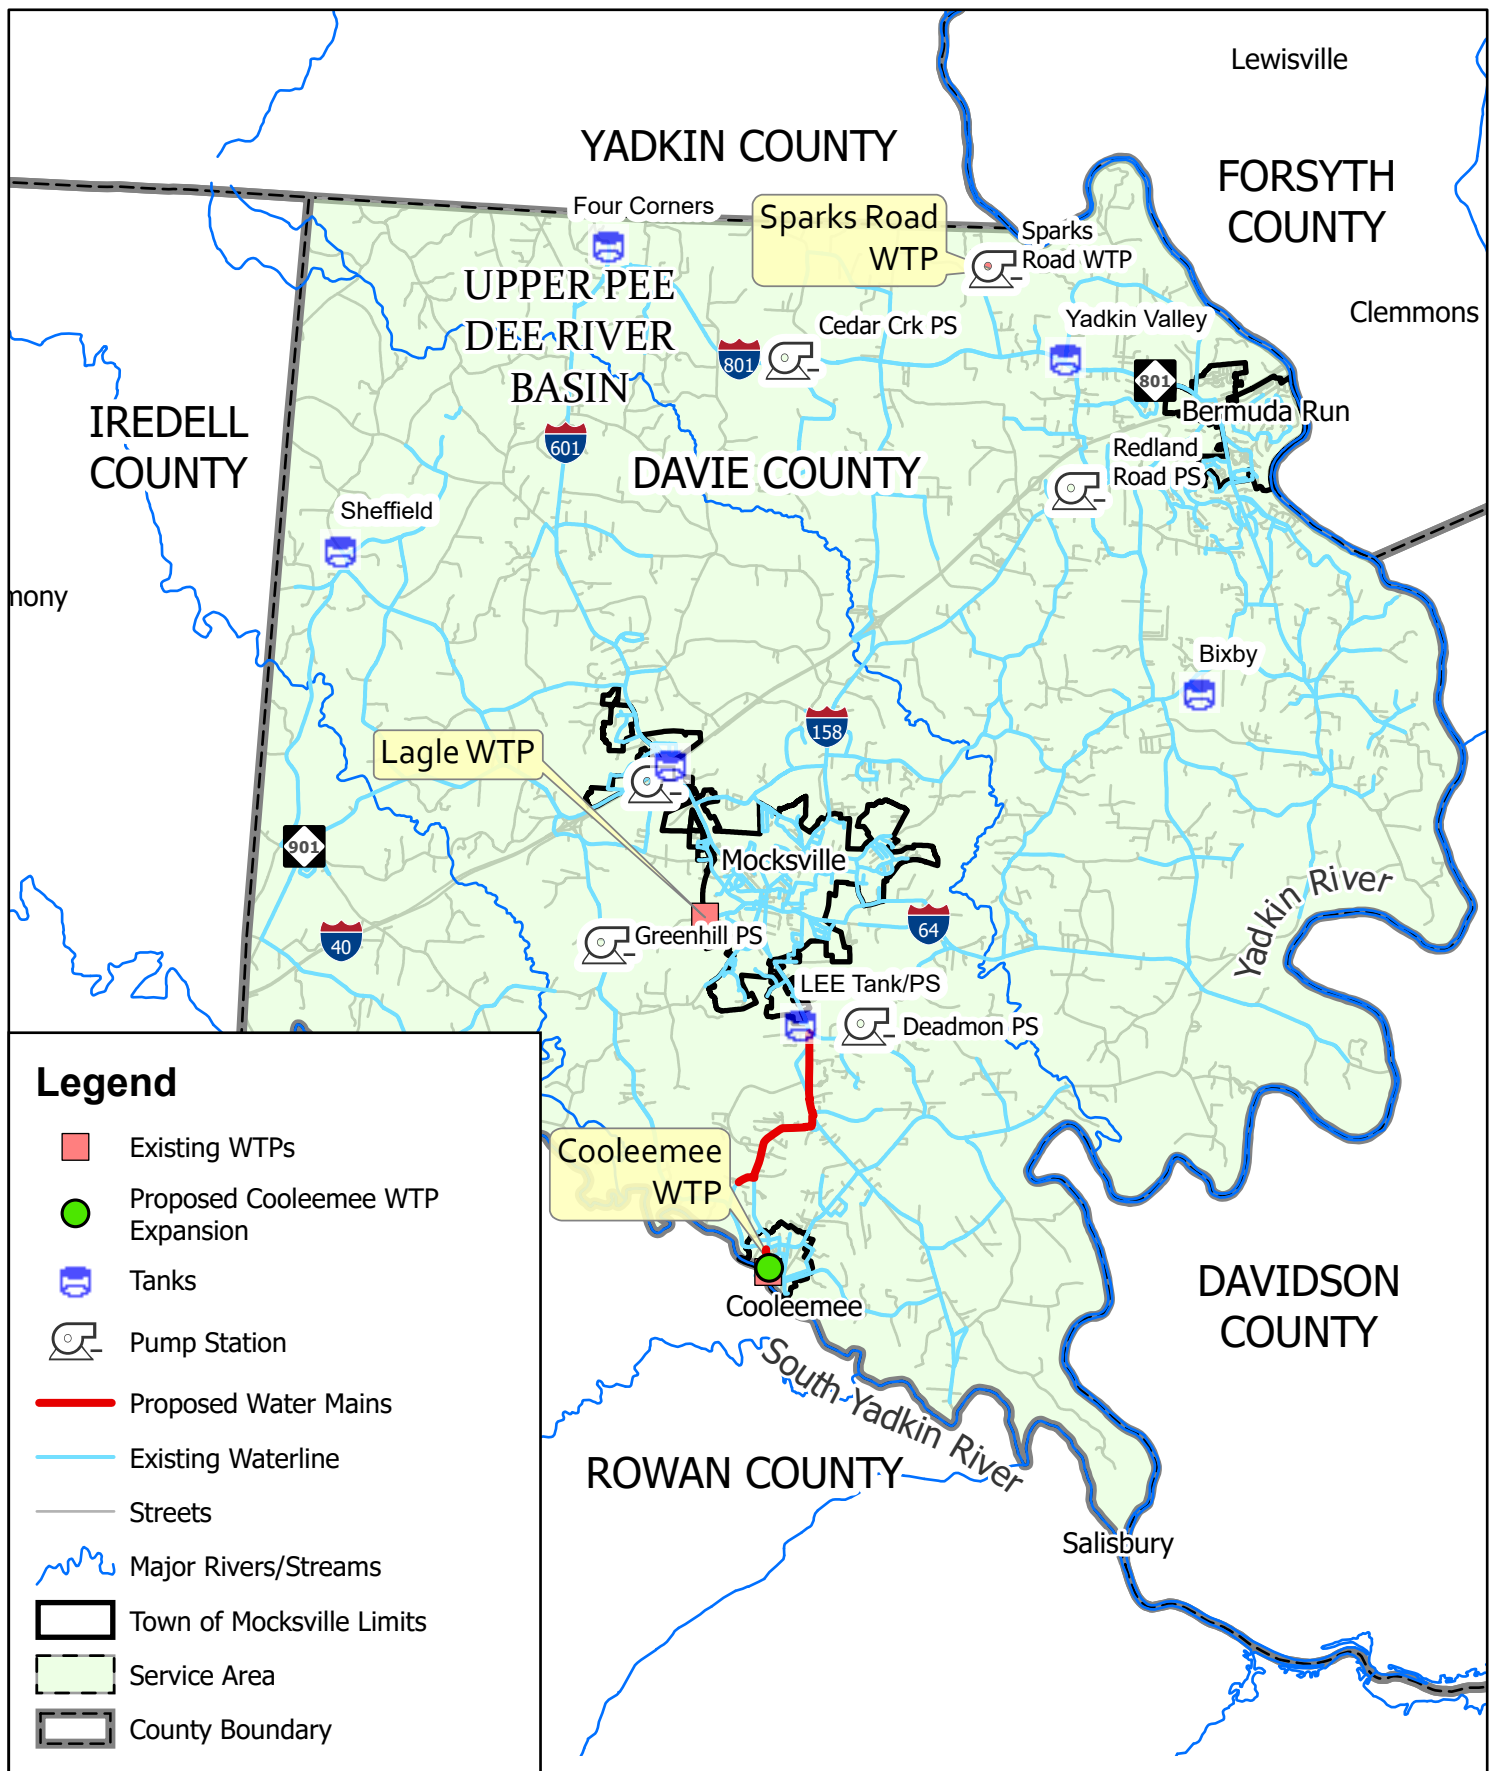 Lewisville
YADKIN COUNTY
FORSYTH
COUNTY
Four Corners
Sparks Road
WTP
Sparks
Road WTP
UPPER PEE
DEE RIVER
BASIN
Clemmons
Cedar Crk PS
Yadkin Valley
801
801
IREDELL
COUNTY
Bermuda Run
601
DAVIE COUNTY
Redland
Road PS
Sheffield
mony
Bixby
158
Lagle WTP
901
Mocksville
Yadkin River
40
Greenhill PS
64
LEE Tank/PS
Deadmon PS
Cooleemee
WTP
Cooleemee
DAVIDSON
COUNTY
South Yadkin River
ROWAN COUNTY
Salisbury
Legend
Existing WTPs
Proposed Cooleemee WTP
Expansion
Tanks
Pump Station
Proposed Water Mains
Existing Waterline
Streets
Major Rivers/Streams
Town of Mocksville Limits
Service Area
County Boundary